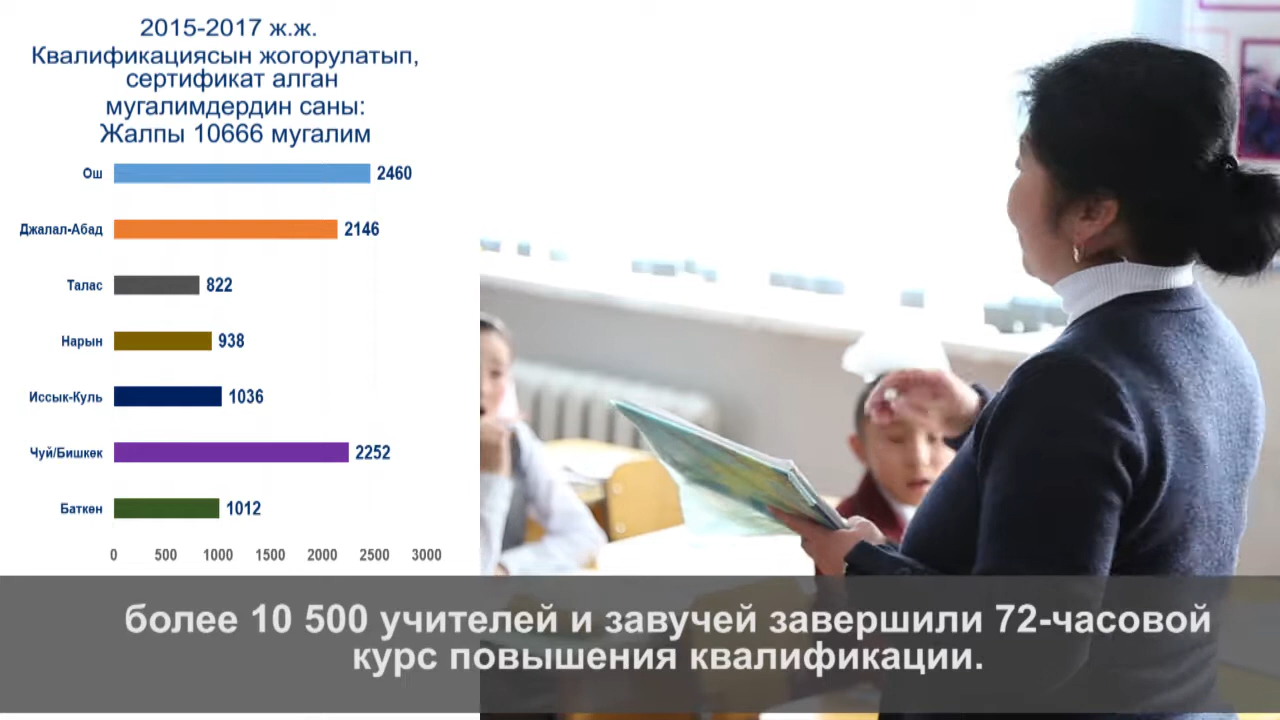 2015-2017 ж.ж.
Квалификациясын жогорулатып,
сертификат алган
мугалимдердин саны:
Жалпы 10666 мугалим
Ош 2460
Джалал-Абад 2146
Талас 822
Нарын 938
Иссык-Куль 1036
Чуй/Бишкек 2252
Баткен 1012
0 500 1000 1500 2000 2500 3000
более 10 500 учителей и завучей завершили 72-часовой
курс повышения квалификации.